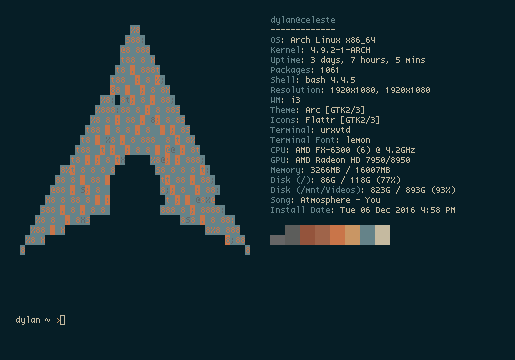 dylan@celeste
-------------
OS: Arch Linux x86_64
Kernel: 4.9.2-1-ARCH
Uptime: 3 days, 7 hours, 5 mins
Packages: 1061
Shell: bash 4.4.5
Resolution: 1920x1080, 1920x1080
WM: i3
Theme: Arc [GTK2/3]
Icons: Flattr [GTK2/3]
Terminal: urxvtd
Terminal Font: lemon
CPU: AMD FX-6300 (6) @ 4.2GHz
GPU: AMD Radeon HD 7950/8950
Memory: 3266MB / 16007MB
Disk (/): 86G / 118G (77%)
Disk (/mnt/Videos): 823G / 893G (93%)
Song: Atmosphere - You
Install Date: Tue 06 Dec 2016 4:58 PM
dylan ~ >